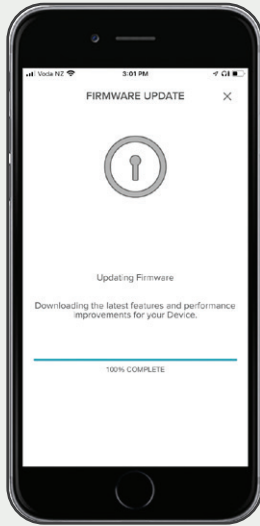 Voda NZ 3:01 PM
FIRMWARE UPDATE
Updating Firmware
Downloading the latest features and performance
improvements for your Device.
100% COMPLETE